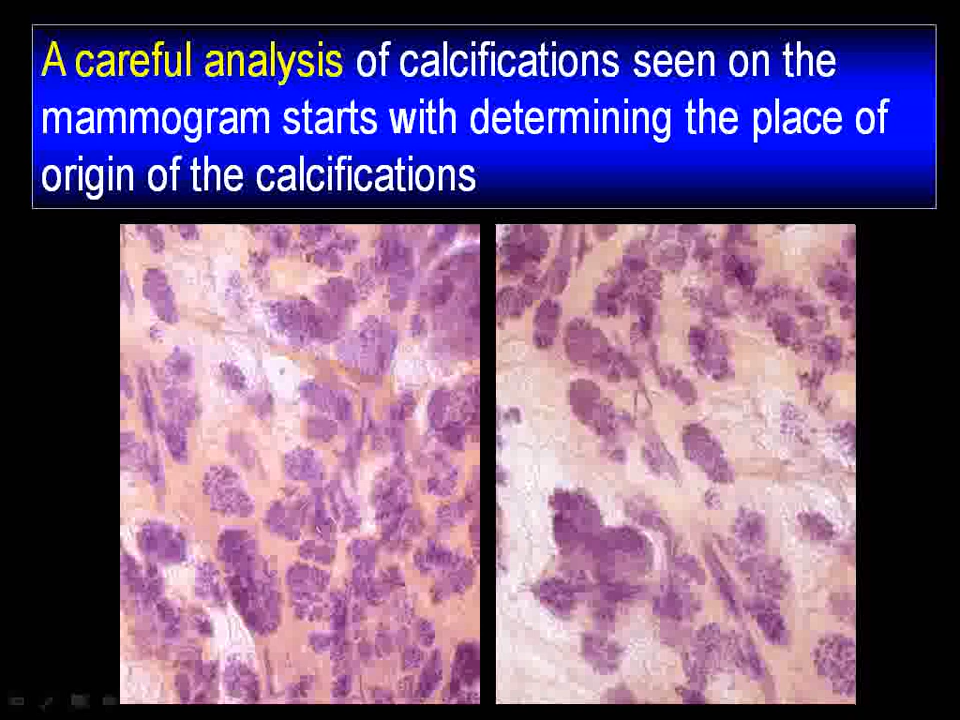 A careful analysis of calcifications seen on the
mammogram starts with determining the place of
origin of the calcifications